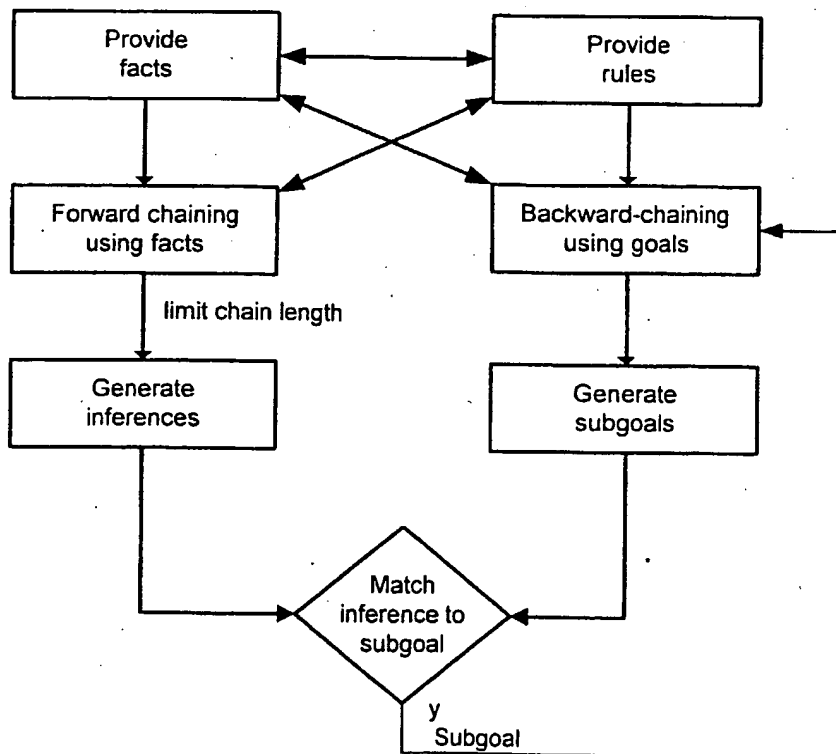 Provide
facts
Provide
rules
Forward chaining
using facts
Backward-chaining
using goals
limit chain length
Generate
inferences
Generate
subgoals
Match
inference to
subgoal
y
Subgoal